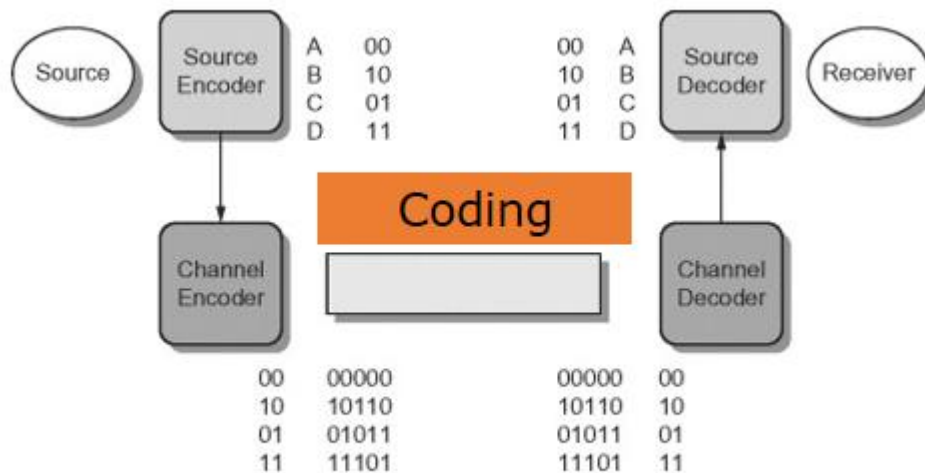 Source
Source
Encoder
A 00
B 10
C 01
D 11
00 A
10 B
01 C
11 D
Source
Decoder
Receiver
Coding
Channel
Encoder
Channel
Decoder
00 00000
10 10110
01 01011
11 11101
00000 00
10110 10
01011 01
11101 11